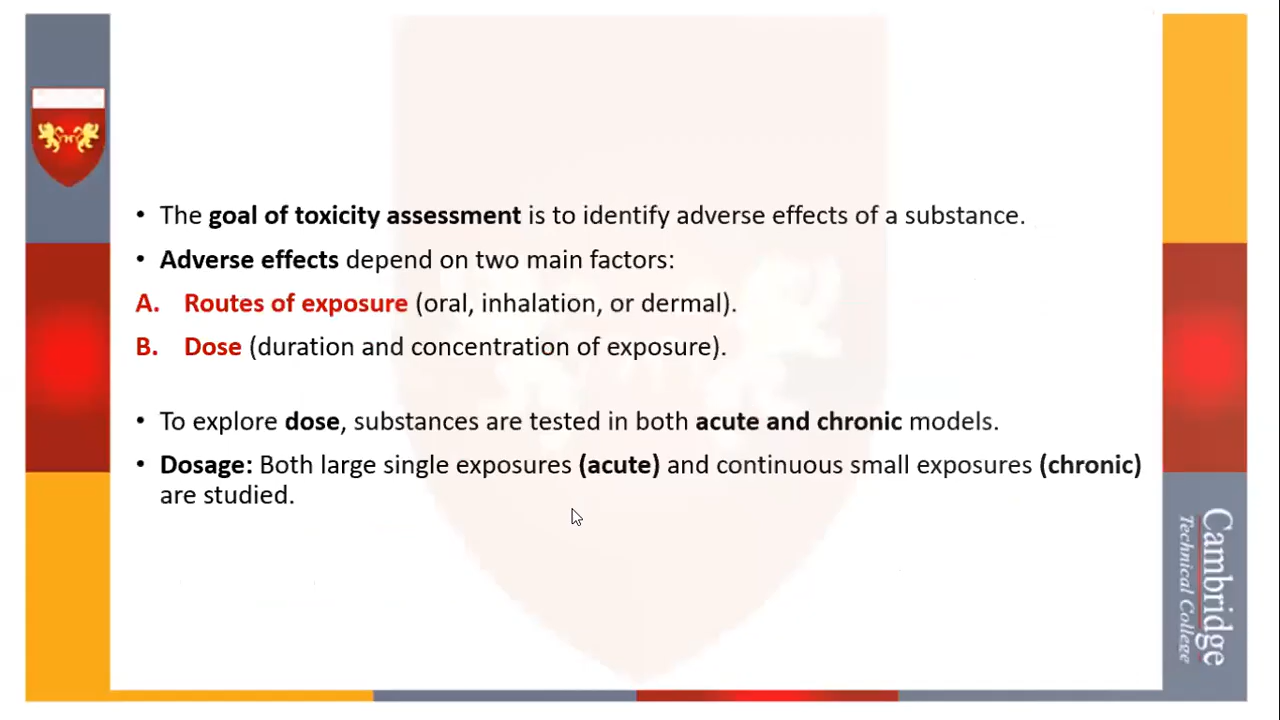 • The goal of toxicity assessment is to identify adverse effects of a substance.
• Adverse effects depend on two main factors:
A. Routes of exposure (oral, inhalation, or dermal).
B. Dose (duration and concentration of exposure).
• To explore dose, substances are tested in both acute and chronic models.
• Dosage: Both large single exposures (acute) and continuous small exposures (chronic)
are studied.
Cambridge
Technical College